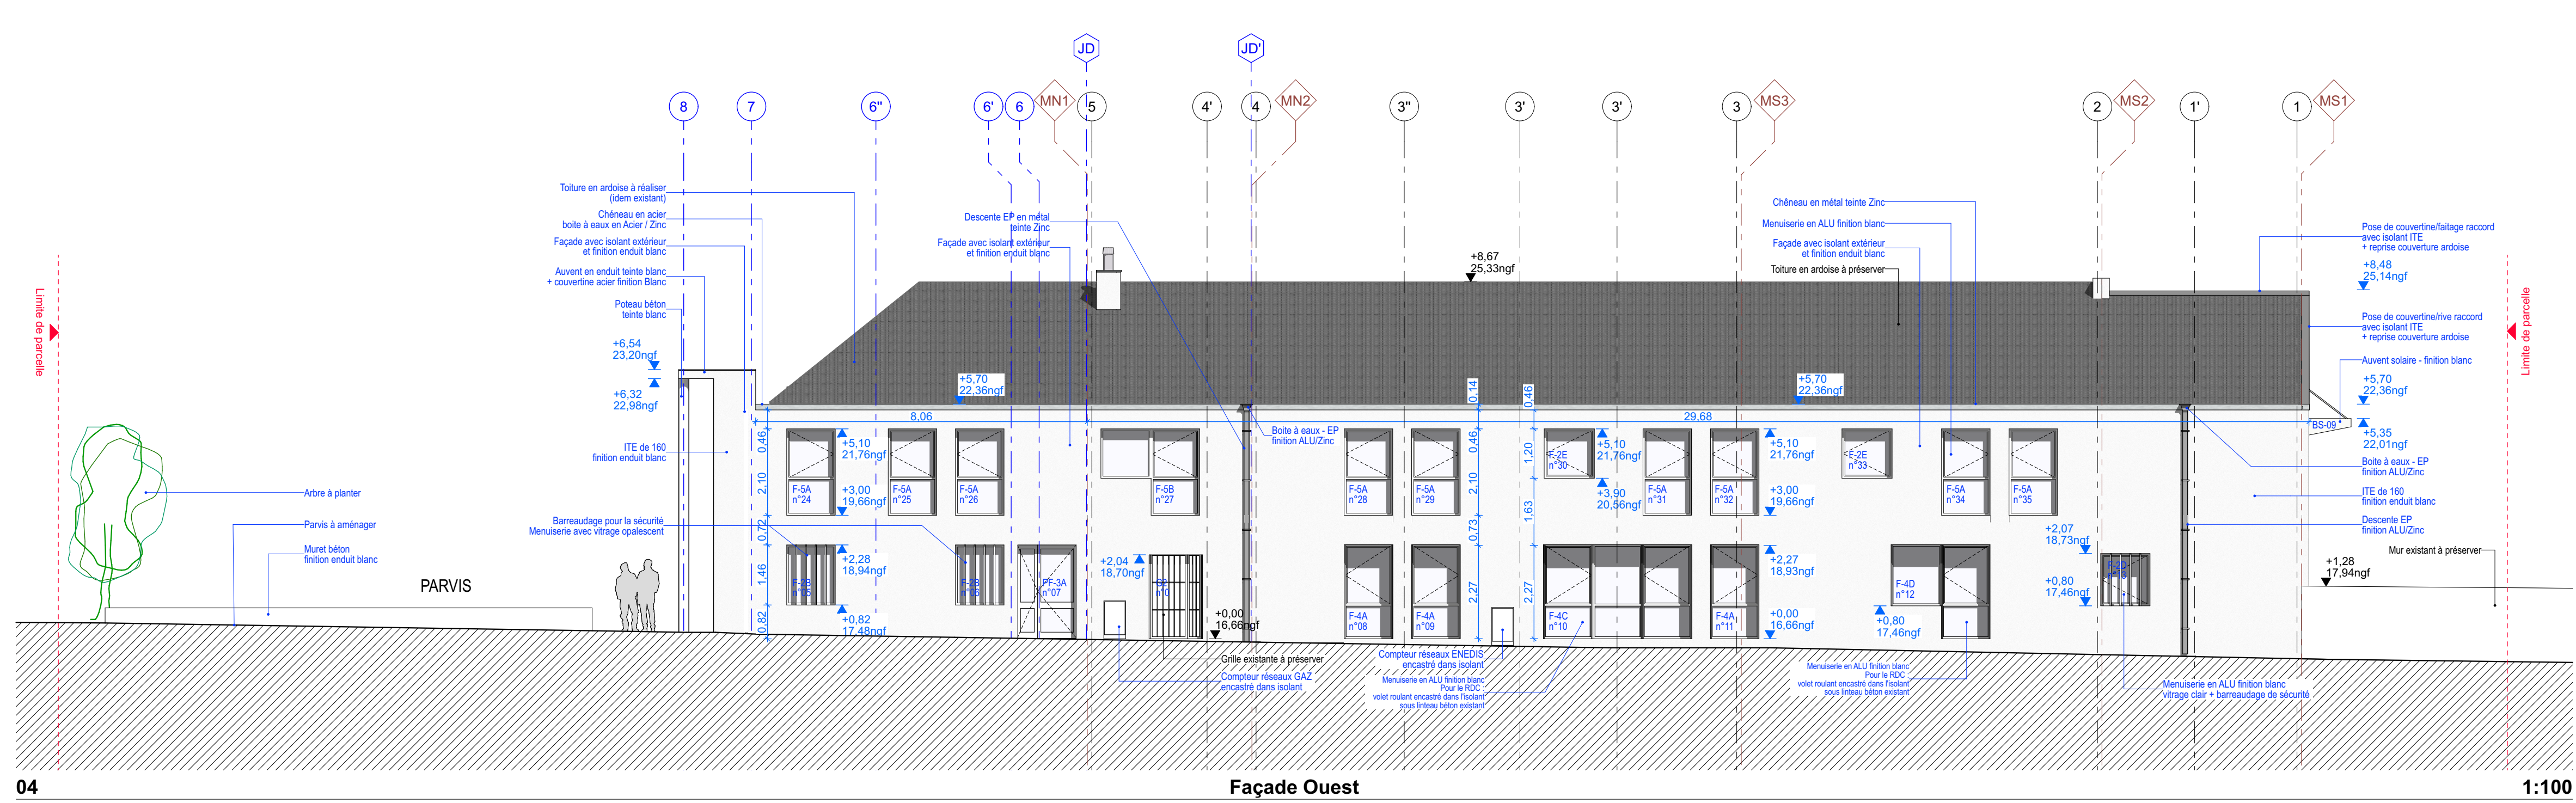 JD
JD'
8
7
6''
6'
6
MN1
5
4'
4
MN2
3''
3'
3'
3
MS3
2
MS2
1'
1
MS1
Toiture en ardoise à réaliser
(idem existant)
Chéneau en acier
boite à eaux en Acier / Zinc
Façade avec isolant extérieur
et finition enduit blanc
Auvent en enduit teinte blanc
+ couvertine acier finition Blanc
Poteau béton
teinte blanc
+6,54
23,20ngf
+6,32
22,98ngf
ITE de 160
finition enduit blanc
Barreaudage pour la sécurité
Menuiserie avec vitrage opalescent
Descente EP en métal
teinte Zinc
Façade avec isolant extérieur
et finition enduit blanc
Limite de parcelle
Arbre à planter
Parvis à aménager
Muret béton
finition enduit blanc
PARVIS
+8,67
25,33ngf
Chêneau en métal teinte Zinc
Menuiserie en ALU finition blanc
Façade avec isolant extérieur
et finition enduit blanc
Toiture en ardoise à préserver
Pose de couvertine/faitage raccord
avec isolant ITE
+ reprise couverture ardoise
+8,48
25,14ngf
Pose de couvertine/rive raccord
avec isolant ITE
+ reprise couverture ardoise
Auvent solaire - finition blanc
+5,70
22,36ngf
+5,35
22,01ngf
BS-09
Boite à eaux - EP
finition ALU/Zinc
ITE de 160
finition enduit blanc
Descente EP
finition ALU/Zinc
Mur existant à préserver
+1,28
17,94ngf
Limite de parcelle
+5,70
22,36ngf
+5,70
22,36ngf
8,06
29,68
0,14
0,46
0,46
2,10
0,72
1,46
0,82
0,46
2,10
0,73
2,27
1,20
1,63
2,27
+5,10
21,76ngf
+3,00
19,66ngf
+2,28
18,94ngf
+0,82
17,48ngf
F-5A
n°24
F-5A
n°25
F-5A
n°26
F-5B
n°27
Boite à eaux - EP
finition ALU/Zinc
F-5A
n°28
F-5A
n°29
F-2E
n°30
+5,10
21,76ngf
+3,90
20,56ngf
F-5A
n°31
F-5A
n°32
+5,10
21,76ngf
+3,00
19,66ngf
F-2E
n°33
F-5A
n°34
F-5A
n°35
F-2B
n°05
F-2B
n°06
PF-3A
n°07
+2,04
18,70ngf
+0,00
16,66ngf
F-4A
n°08
F-4A
n°09
F-4C
n°10
F-4A
n°11
+2,27
18,93ngf
+0,00
16,66ngf
F-4D
n°12
+0,80
17,46ngf
+2,07
18,73ngf
+0,80
17,46ngf
Grille existante à préserver
Compteur réseaux GAZ
encastré dans isolant
Compteur réseaux ENEDIS
encastré dans isolant
Menuiserie en ALU finition blanc
Pour le RDC :
volet roulant encastré dans l'isolant
sous linteau béton existant
Menuiserie en ALU finition blanc
Pour le RDC :
volet roulant encastré dans l'isolant
sous linteau béton existant
Menuiserie en ALU finition blanc
vitrage clair + barreaudage de sécurité
04
Façade Ouest
1:100